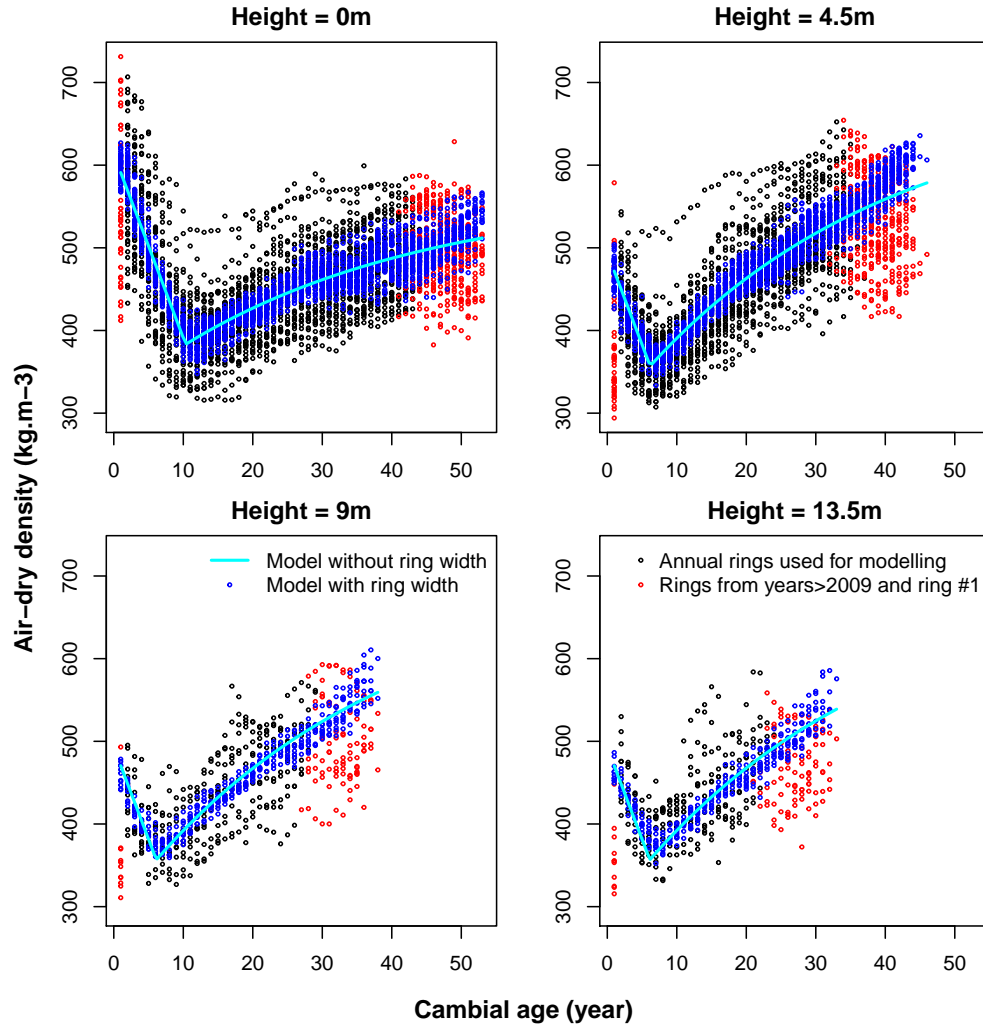 Height = 0m
Height = 4.5m
300 400 500 600 700
0 10 20 30 40 50
300 400 500 600 700
0 10 20 30 40 50
Air−dry density (kg.m−3)
Height = 9m
Height = 13.5m
Model without ring width
Model with ring width
Annual rings used for modelling
Rings from years>2009 and ring #1
300 400 500 600 700
0 10 20 30 40 50
300 400 500 600 700
0 10 20 30 40 50
Cambial age (year)